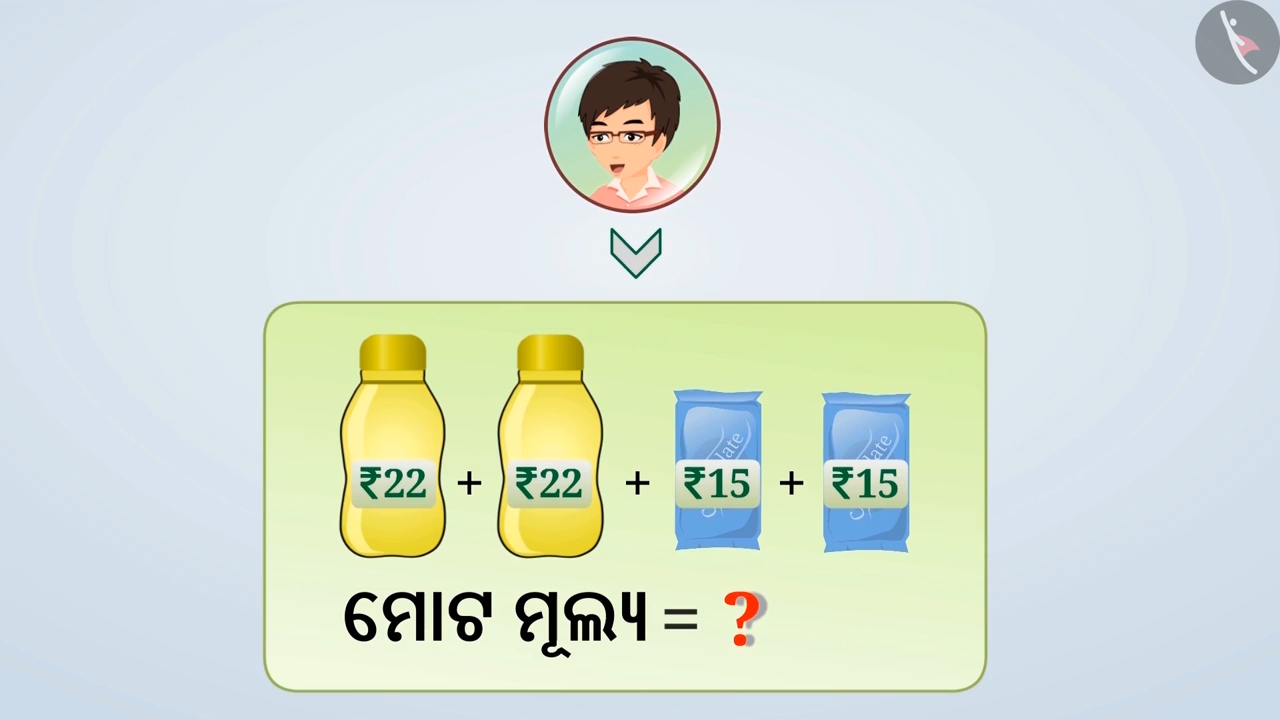 ₹22 + ₹22 + ₹15 + ₹15
ମୋଟ ମୂଲ୍ୟ = ?